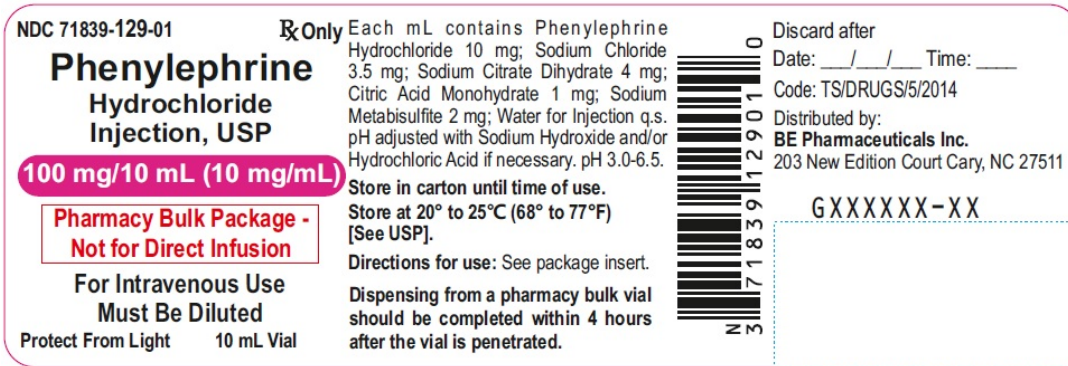 NDC 71839-129-01 ℞ Only
Phenylephrine
Hydrochloride
Injection, USP
100 mg/10 mL (10 mg/mL)
Pharmacy Bulk Package -
Not for Direct Infusion
For Intravenous Use
Must Be Diluted
Protect From Light 10 mL Vial
Each mL contains Phenylephrine
Hydrochloride 10 mg; Sodium Chloride
3.5 mg; Sodium Citrate Dihydrate 4 mg;
Citric Acid Monohydrate 1 mg; Sodium
Metabisulfite 2 mg; Water for Injection q.s.
pH adjusted with Sodium Hydroxide and/or
Hydrochloric Acid if necessary. pH 3.0-6.5.
Store in carton until time of use.
Store at 20° to 25°C (68° to 77°F)
[See USP].
Directions for use: See package insert.
Dispensing from a pharmacy bulk vial
should be completed within 4 hours
after the vial is penetrated.
N
3 71839 12901 0
Discard after
Date: ___/___/___ Time: ____
Code: TS/DRUGS/5/2014
Distributed by:
BE Pharmaceuticals Inc.
203 New Edition Court Cary, NC 27511
GXXXXXX-XX